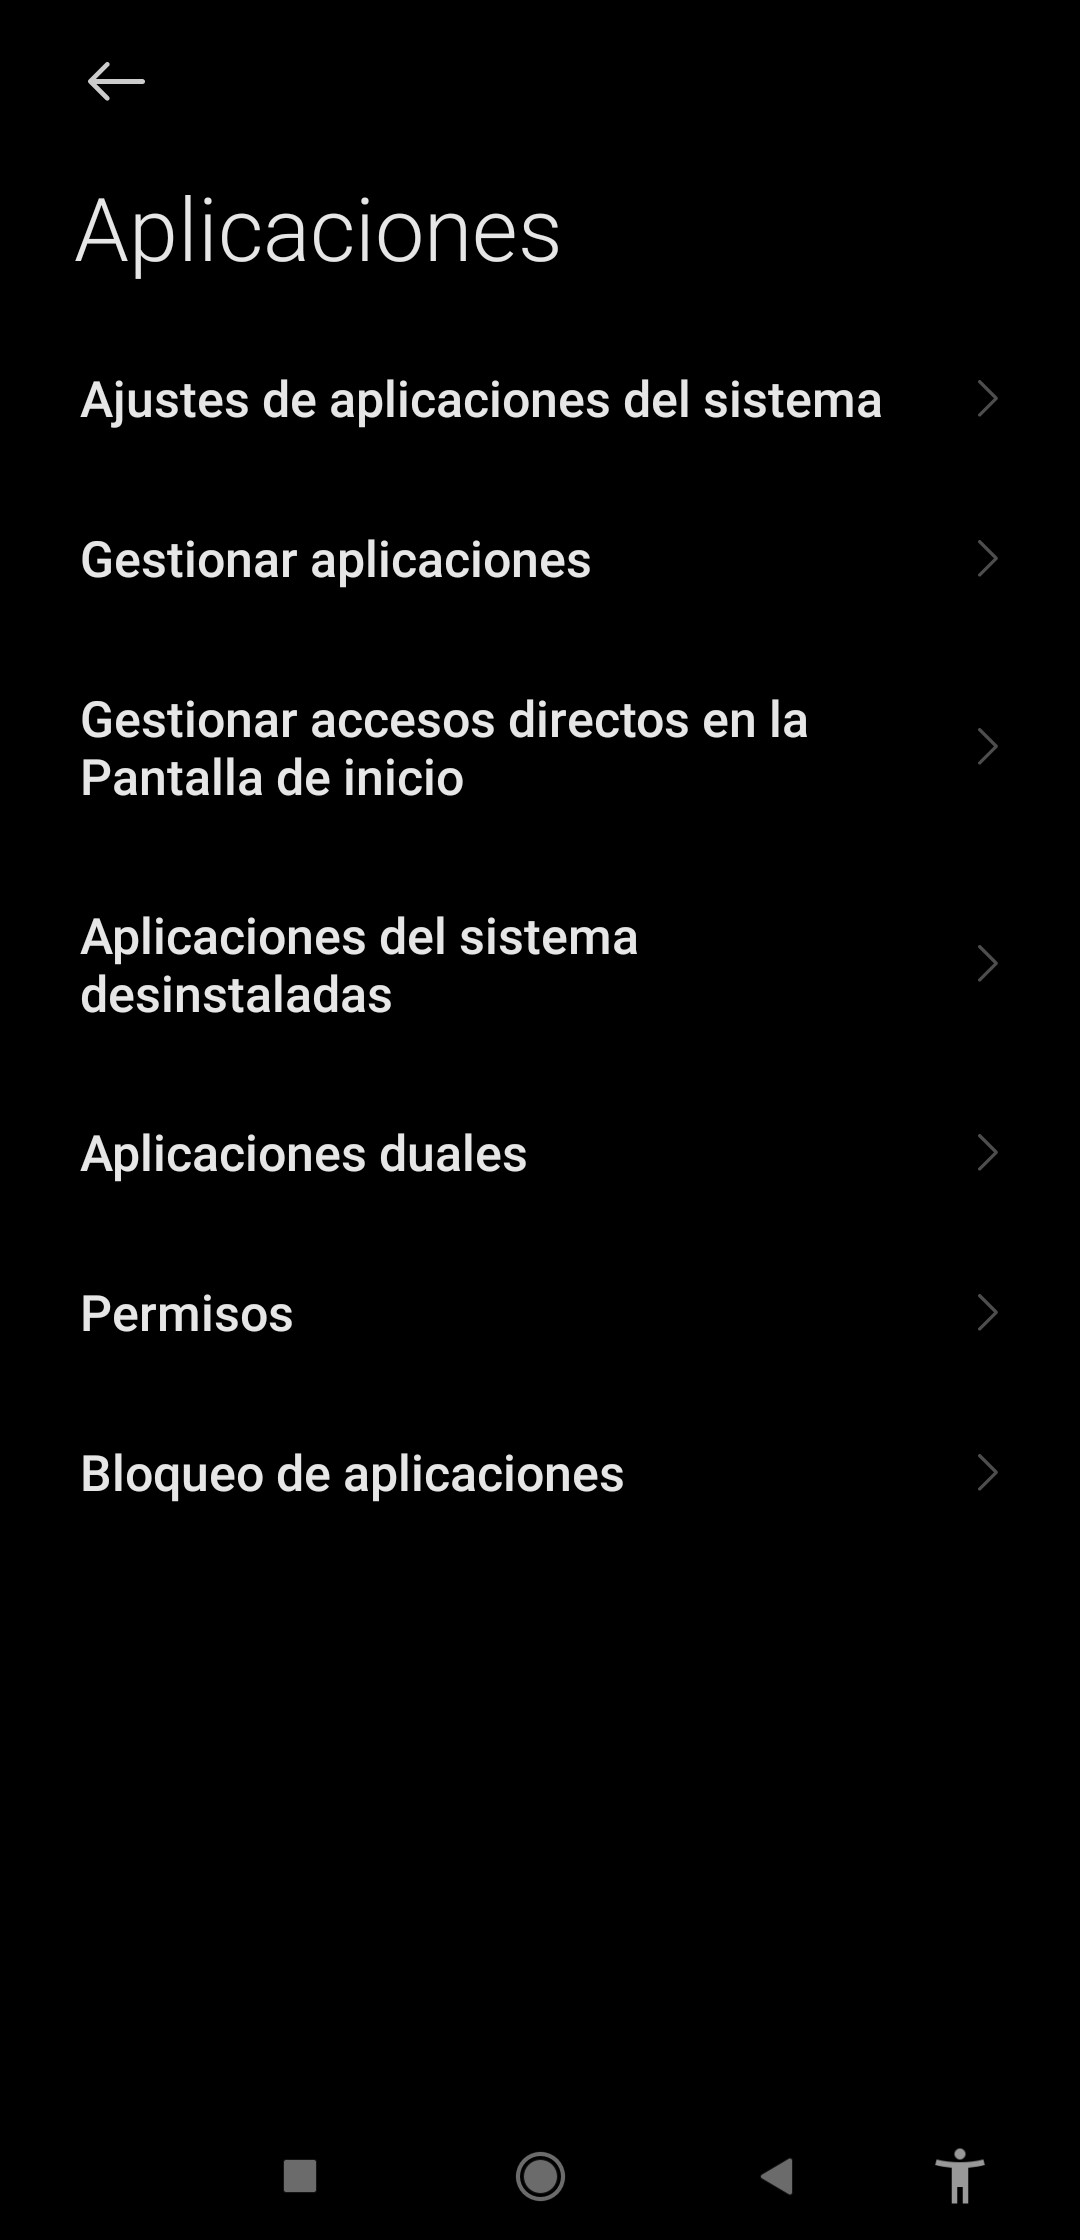 Aplicaciones
Ajustes de aplicaciones del sistema
Gestionar aplicaciones
Gestionar accesos directos en la
Pantalla de inicio
Aplicaciones del sistema
desinstaladas
Aplicaciones duales
Permisos
Bloqueo de aplicaciones